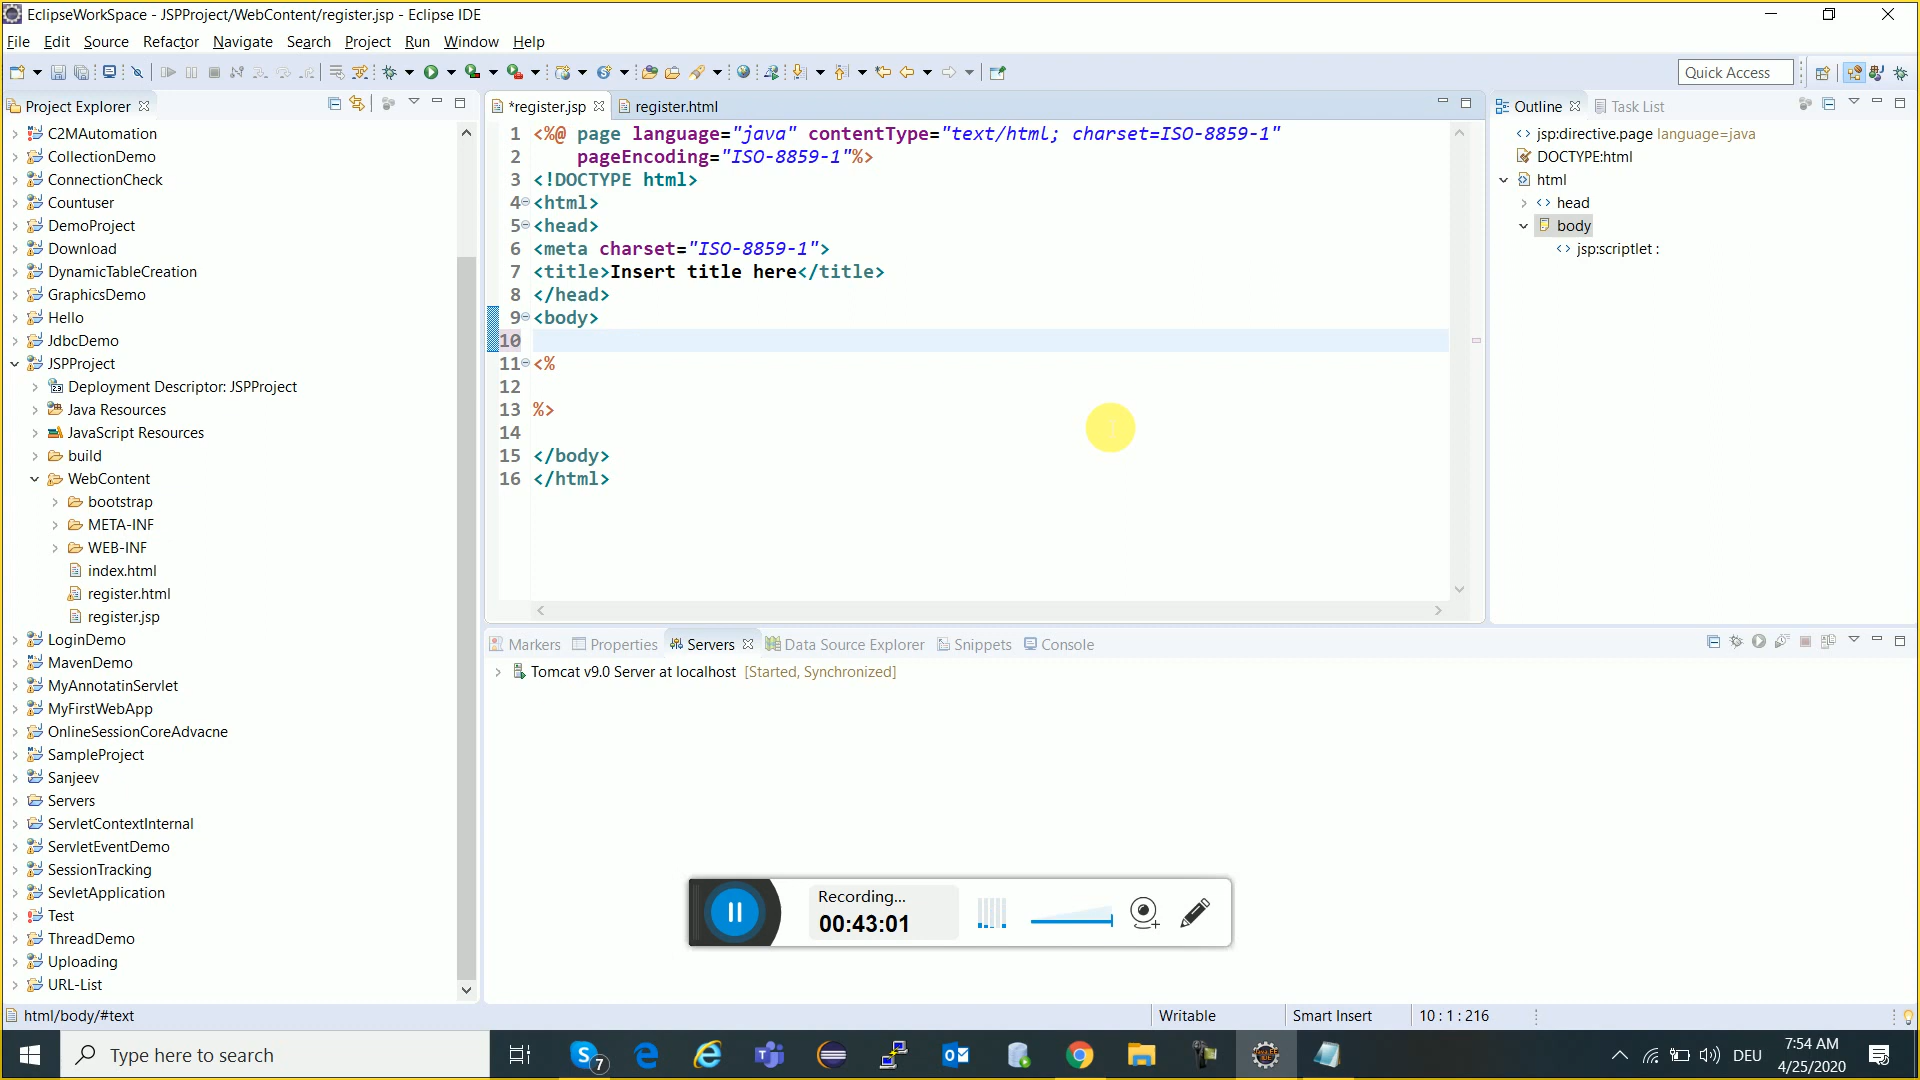 EclipseWorkSpace - JSPProject/WebContent/register.jsp - Eclipse IDE
File Edit Source Refactor Navigate Search Project Run Window Help
Quick Access
Project Explorer
C2MAutomation
CollectionDemo
ConnectionCheck
Countuser
DemoProject
Download
DynamicTableCreation
GraphicsDemo
Hello
JdbcDemo
JSPProject
Deployment Descriptor: JSPProject
Java Resources
JavaScript Resources
build
WebContent
bootstrap
META-INF
WEB-INF
index.html
register.html
register.jsp
LoginDemo
MavenDemo
MyAnnotatinServlet
MyFirstWebApp
OnlineSessionCoreAdvacne
SampleProject
Sanjeev
Servers
ServletContextInternal
ServletEventDemo
SessionTracking
SevletApplication
Test
ThreadDemo
Uploading
URL-List
*register.jsp register.html
1 <%@ page language="java" contentType="text/html; charset=ISO-8859-1"
2 pageEncoding="ISO-8859-1"%>
3 <!DOCTYPE html>
4 <html>
5 <head>
6 <meta charset="ISO-8859-1">
7 <title>Insert title here</title>
8 </head>
9 <body>
10
11 <%
12
13 %>
14
15 </body>
16 </html>
Outline Task List
jsp:directive.page language=java
DOCTYPE:html
html
head
body
jsp:scriptlet :
Markers Properties Servers Data Source Explorer Snippets Console
Tomcat v9.0 Server at localhost [Started, Synchronized]
Recording...
00:43:01
html/body/#text Writable Smart Insert 10 : 1 : 216
Type here to search
7
DEU
7:54 AM
4/25/2020